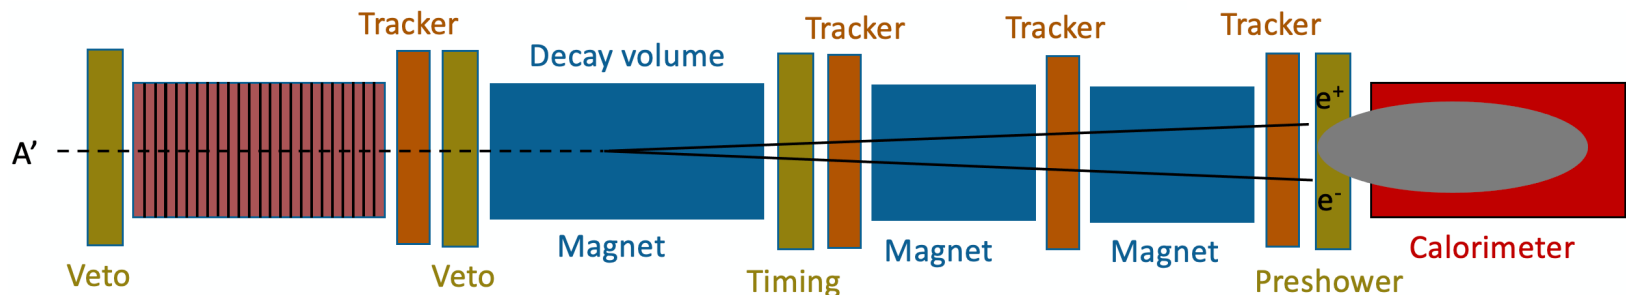 Tracker
Tracker
Tracker
Tracker
Decay volume
A’
e⁺
e⁻
Veto
Veto
Magnet
Timing
Magnet
Magnet
Preshower
Calorimeter